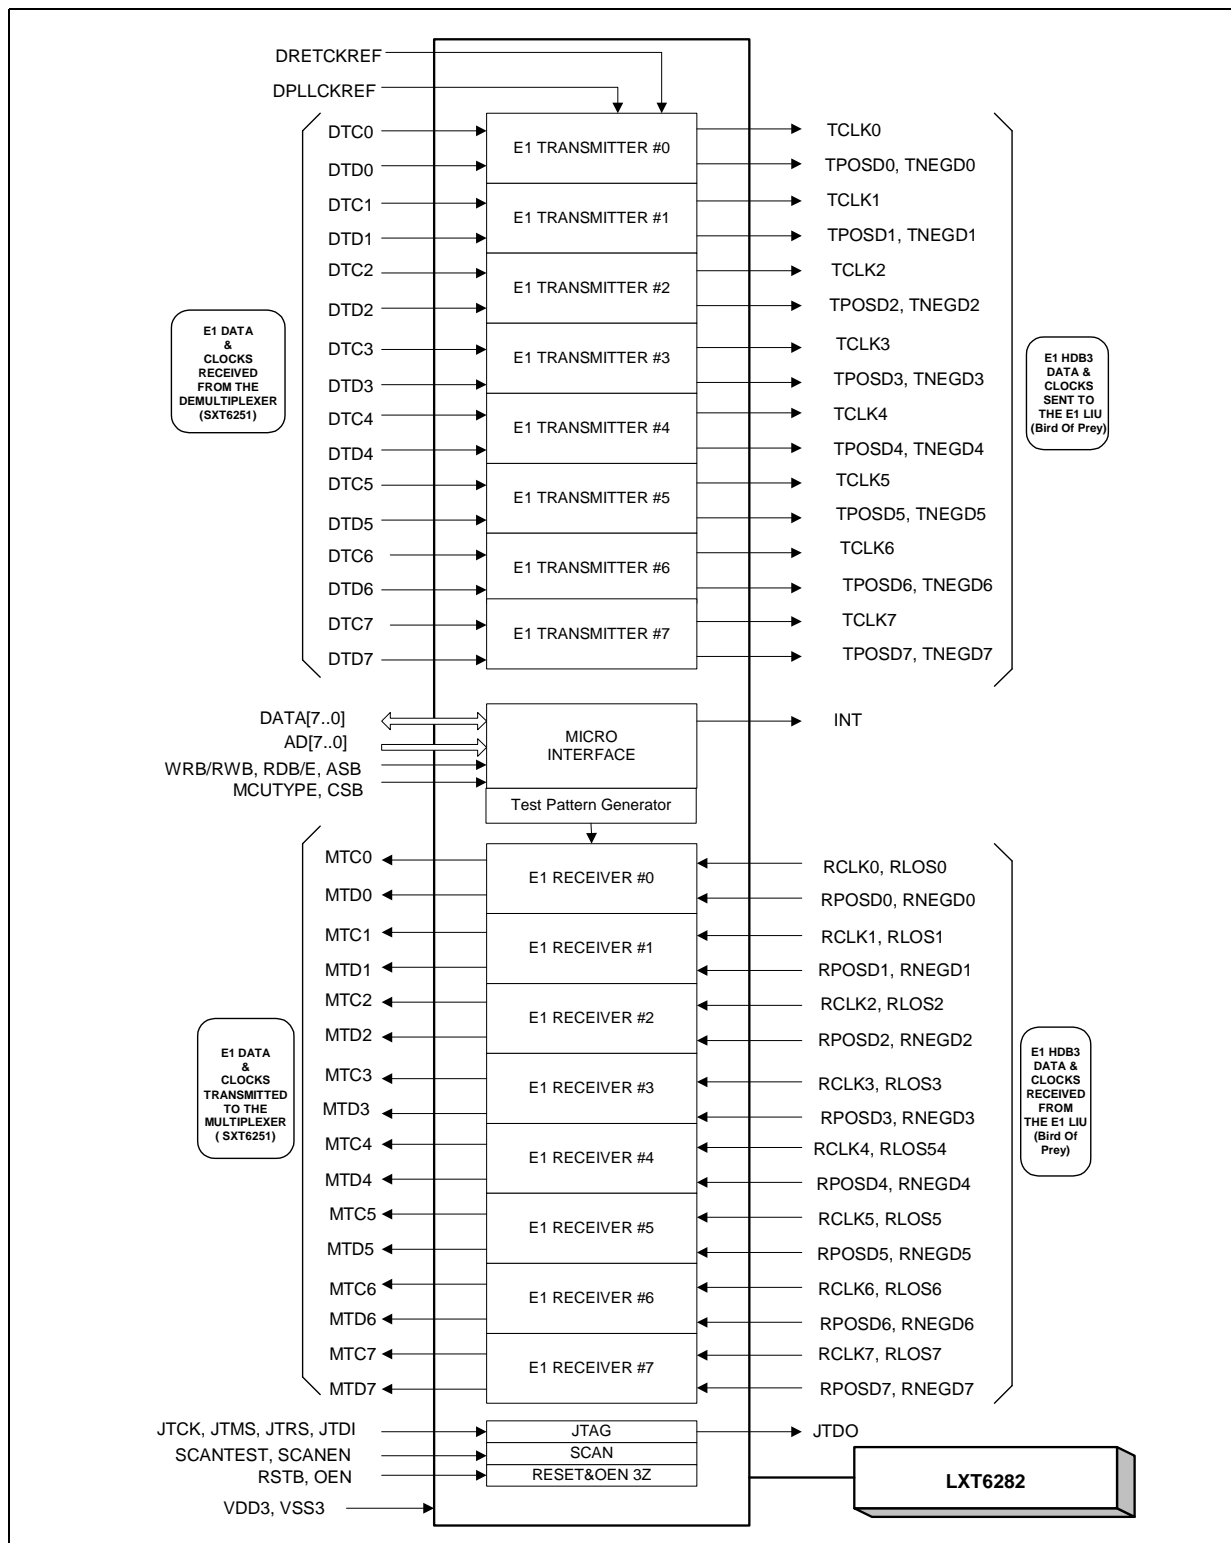 DRETCKREF
DPLLCKREF
DTC0
E1 TRANSMITTER #0
TCLK0
DTD0
TPOSD0, TNEGD0
DTC1
E1 TRANSMITTER #1
TCLK1
DTD1
TPOSD1, TNEGD1
DTC2
E1 TRANSMITTER #2
TCLK2
DTD2
TPOSD2, TNEGD2
DTC3
E1 TRANSMITTER #3
TCLK3
DTD3
TPOSD3, TNEGD3
DTC4
E1 TRANSMITTER #4
TCLK4
DTD4
TPOSD4, TNEGD4
DTC5
E1 TRANSMITTER #5
TCLK5
DTD5
TPOSD5, TNEGD5
DTC6
E1 TRANSMITTER #6
TCLK6
DTD6
TPOSD6, TNEGD6
DTC7
E1 TRANSMITTER #7
TCLK7
DTD7
TPOSD7, TNEGD7
E1 DATA
&
CLOCKS
RECEIVED
FROM THE
DEMULTIPLEXER
(SXT6251)
E1 HDB3
DATA &
CLOCKS
SENT TO
THE E1 LIU
(Bird Of Prey)
DATA[7..0]
AD[7..0]
WRB/RWB, RDB/E, ASB
MCUTYPE, CSB
MICRO
INTERFACE
INT
Test Pattern Generator
MTC0
E1 RECEIVER #0
RCLK0, RLOS0
MTD0
RPOSD0, RNEGD0
MTC1
E1 RECEIVER #1
RCLK1, RLOS1
MTD1
RPOSD1, RNEGD1
MTC2
E1 RECEIVER #2
RCLK2, RLOS2
MTD2
RPOSD2, RNEGD2
MTC3
E1 RECEIVER #3
RCLK3, RLOS3
MTD3
RPOSD3, RNEGD3
MTC4
E1 RECEIVER #4
RCLK4, RLOS54
MTD4
RPOSD4, RNEGD4
MTC5
E1 RECEIVER #5
RCLK5, RLOS5
MTD5
RPOSD5, RNEGD5
MTC6
E1 RECEIVER #6
RCLK6, RLOS6
MTD6
RPOSD6, RNEGD6
MTC7
E1 RECEIVER #7
RCLK7, RLOS7
MTD7
RPOSD7, RNEGD7
E1 DATA
&
CLOCKS
TRANSMITTED
TO THE
MULTIPLEXER
( SXT6251)
E1 HDB3
DATA &
CLOCKS
RECEIVED
FROM
THE E1 LIU
(Bird Of
Prey)
JTCK, JTMS, JTRS, JTDI
JTAG
JTDO
SCANTEST, SCANEN
SCAN
RSTB, OEN
RESET&OEN 3Z
VDD3, VSS3
LXT6282